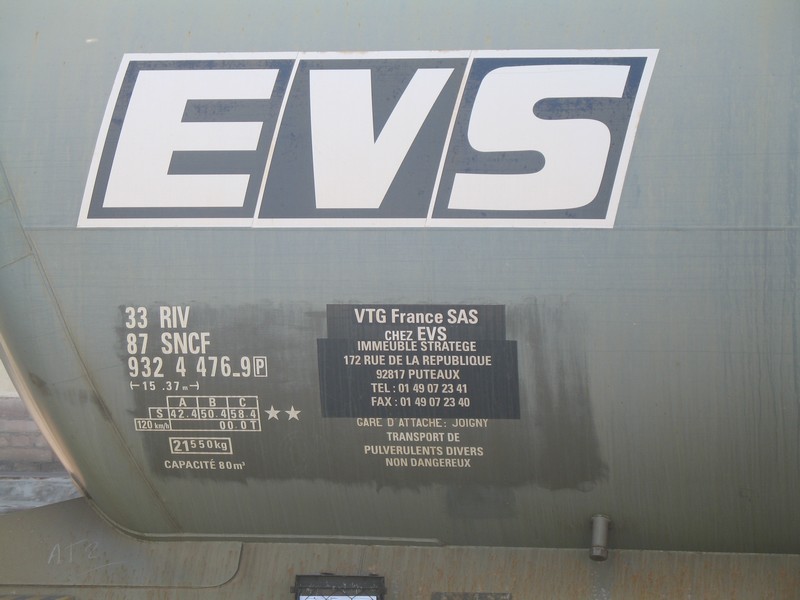 EVS
33 RIV
87 SNCF
932 4 476-9 P
15.37 m
A B C
S 42.4 50.4 58.4
120 km/h 00.0 T
★★
21550 kg
CAPACITÉ 80m³
VTG France SAS
CHEZ EVS
IMMEUBLE STRATEGE
172 RUE DE LA REPUBLIQUE
92817 PUTEAUX
TEL : 01 49 07 23 41
FAX : 01 49 07 23 40
GARE D'ATTACHE : JOIGNY
TRANSPORT DE
PULVERULENTS DIVERS
NON DANGEREUX